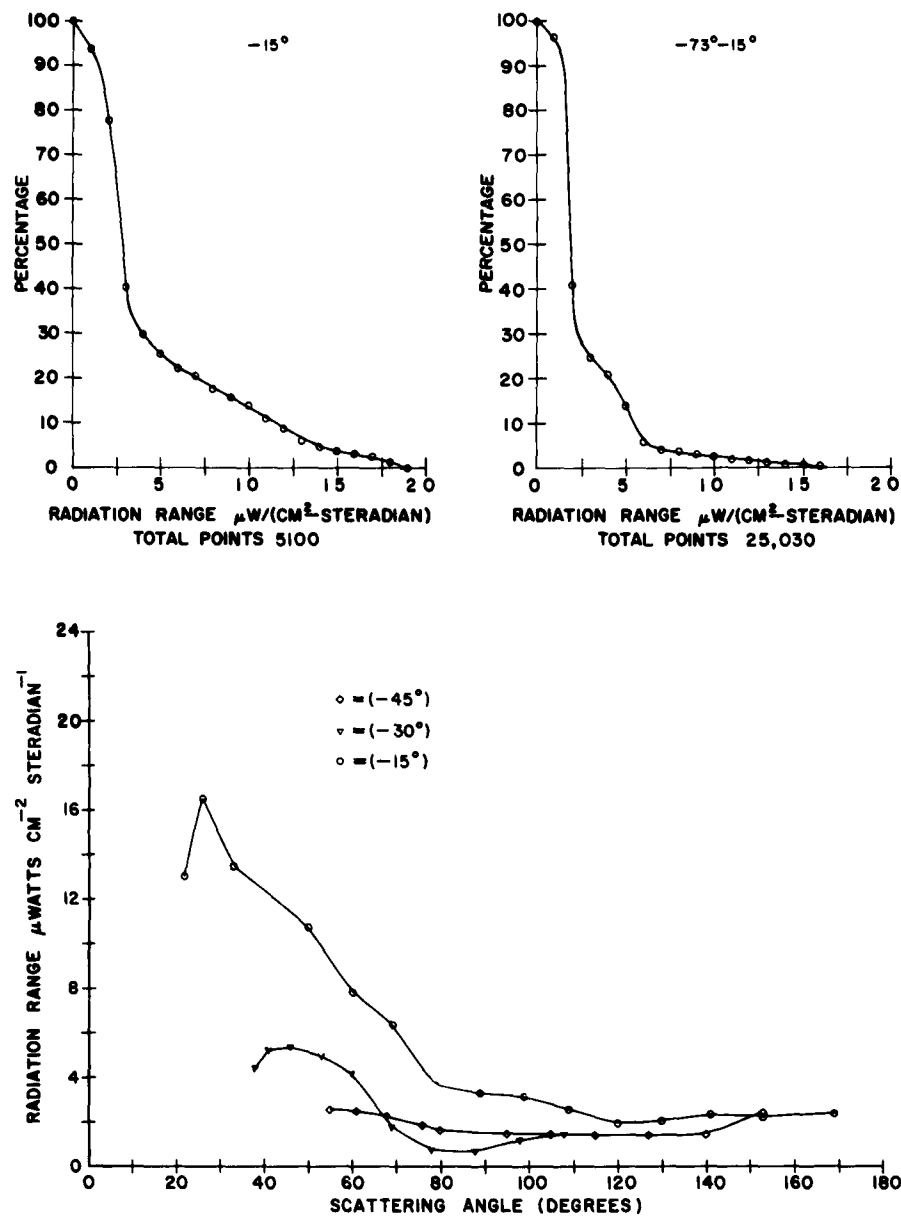 -15°
100
90
80
70
60
50
40
30
20
10
0
PERCENTAGE
0 5 10 15 20
RADIATION RANGE μW/(CM²-STERADIAN)
TOTAL POINTS 5100
-73°-15°
100
90
80
70
60
50
40
30
20
10
0
PERCENTAGE
0 5 10 15 20
RADIATION RANGE μW/(CM²-STERADIAN)
TOTAL POINTS 25,030
24
20
16
12
8
4
0
RADIATION RANGE μWATTS CM⁻² STERADIAN⁻¹
◇ = (-45°)
▽ = (-30°)
○ = (-15°)
0 20 40 60 80 100 120 140 160 180
SCATTERING ANGLE (DEGREES)